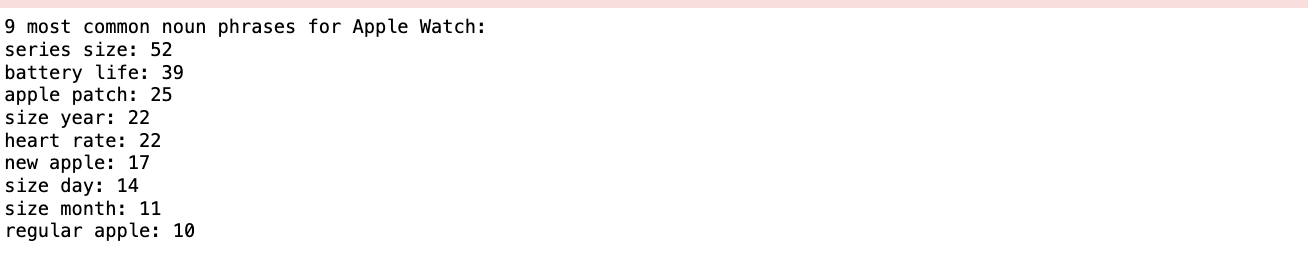 9 most common noun phrases for Apple Watch:
series size: 52
battery life: 39
apple patch: 25
size year: 22
heart rate: 22
new apple: 17
size day: 14
size month: 11
regular apple: 10